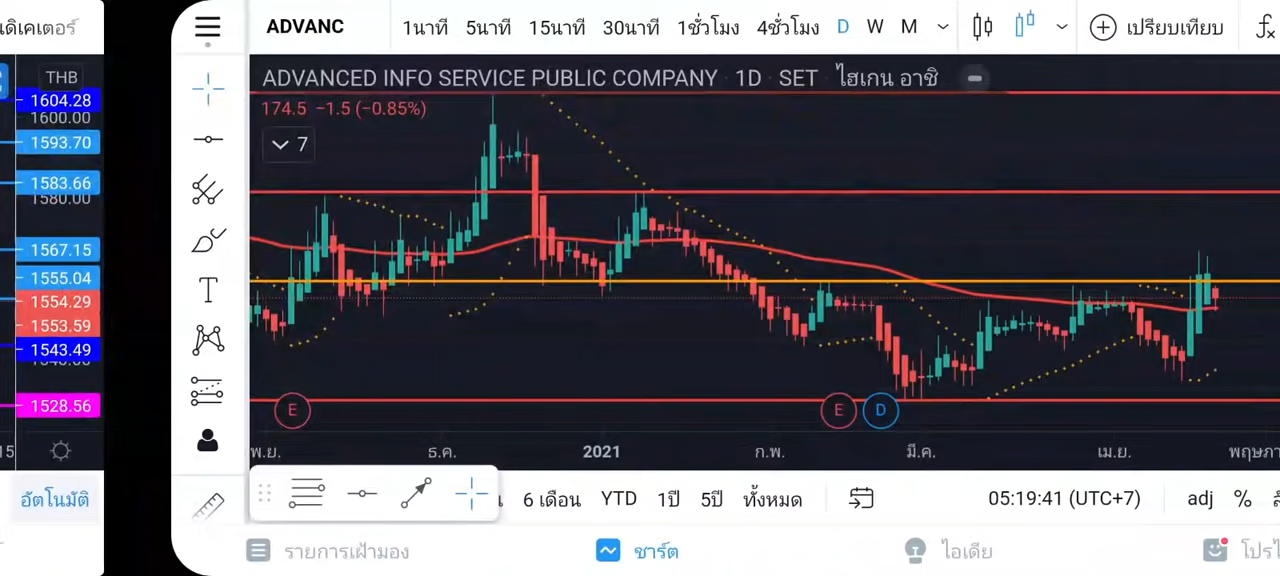 นดิเคเตอร์
THB
1604.28
1600.00
1593.70
1583.66
1580.00
1567.15
1555.04
1554.29
1553.59
1543.49
1528.56
15
อัตโนมัติ
ADVANC 1นาที 5นาที 15นาที 30นาที 1ชั่วโมง 4ชั่วโมง D W M เปรียบเทียบ fx
ADVANCED INFO SERVICE PUBLIC COMPANY · 1D · SET · ไฮเกน อาชิ
174.5 −1.5 (−0.85%)
7
T
E E D
พ.ย. ธ.ค. 2021 ก.พ. มี.ค. เม.ย. พฤษภา
6 เดือน YTD 1ปี 5ปี ทั้งหมด 05:19:41 (UTC+7) adj %
รายการเฝ้ามอง ชาร์ต ไอเดีย โปรไ